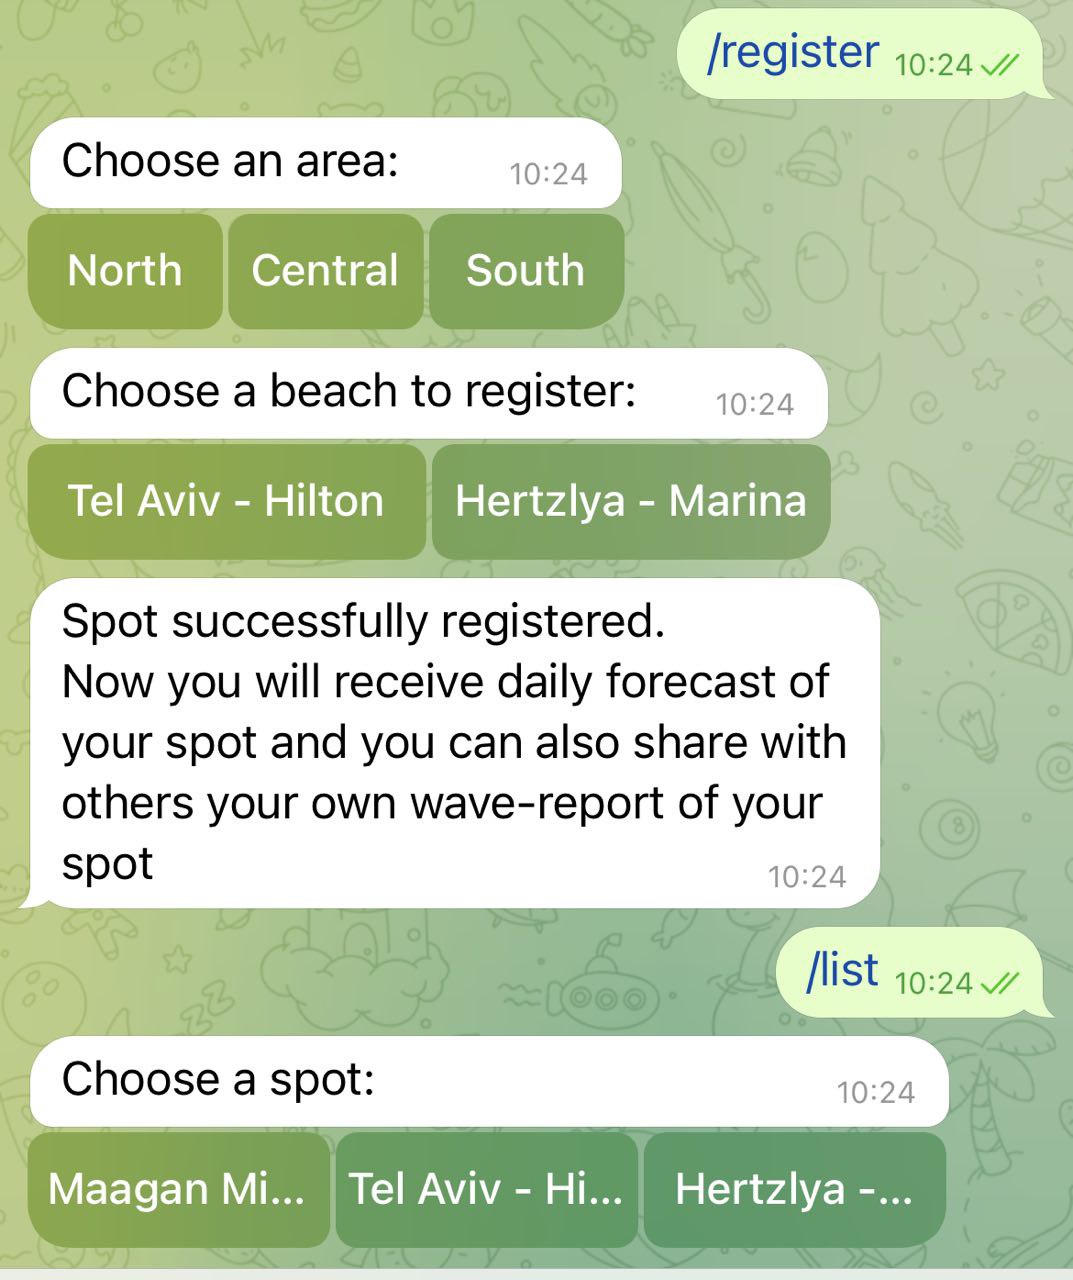 /register 10:24
Choose an area: 10:24
North Central South
Choose a beach to register: 10:24
Tel Aviv - Hilton Hertzlya - Marina
Spot successfully registered.
Now you will receive daily forecast of
your spot and you can also share with
others your own wave-report of your
spot 10:24
/list 10:24
Choose a spot: 10:24
Maagan Mi... Tel Aviv - Hi... Hertzlya -...